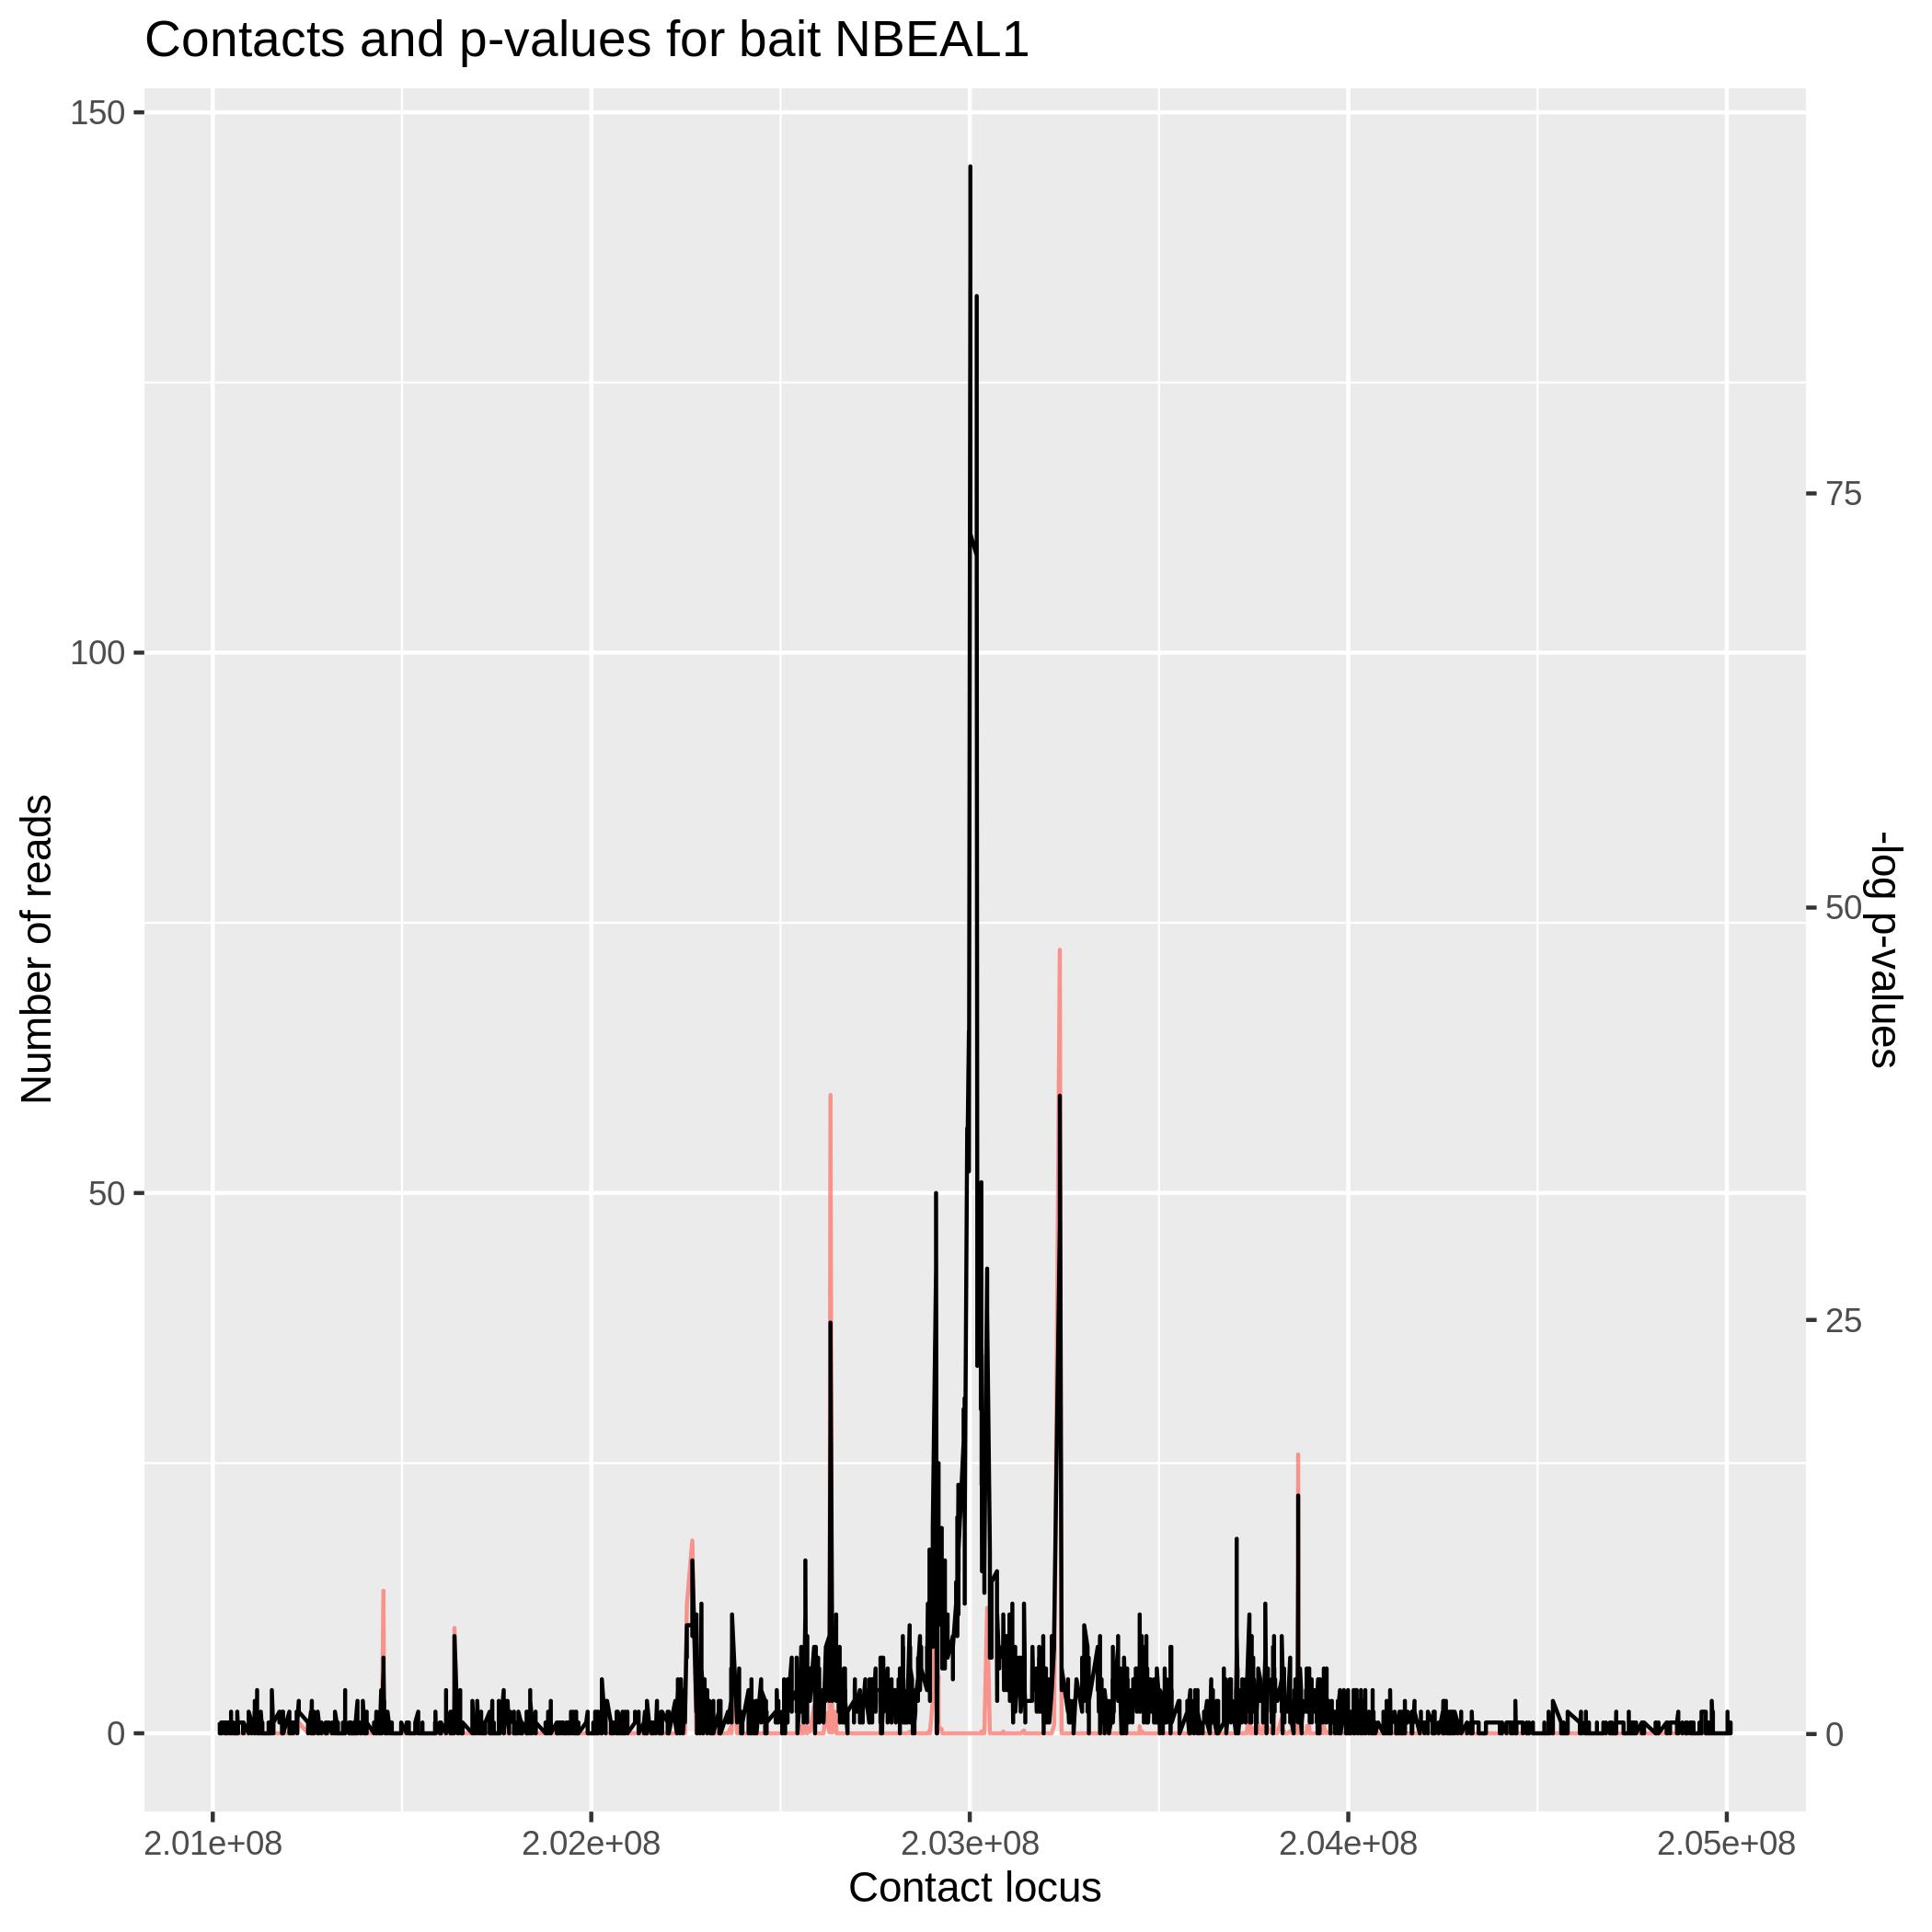 Contacts and p-values for bait NBEAL1
150
100
50
0
Number of reads
75
50
25
0
-log p-values
2.01e+08
2.02e+08
2.03e+08
2.04e+08
2.05e+08
Contact locus